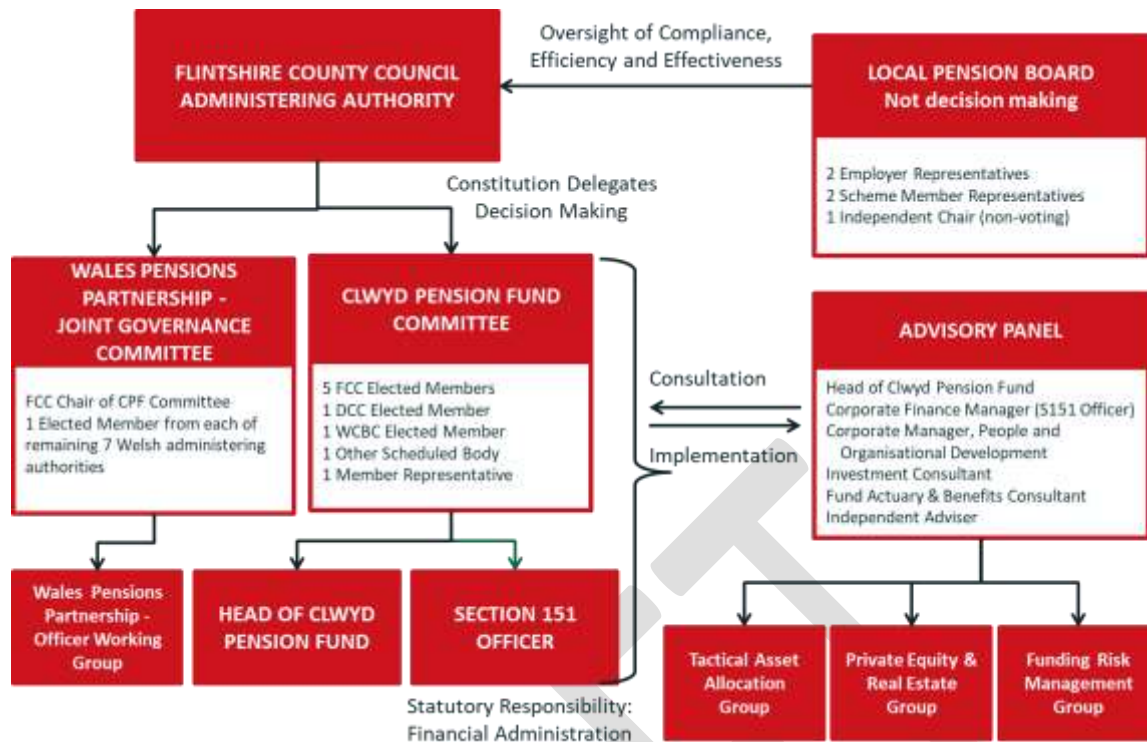 Oversight of Compliance,
Efficiency and Effectiveness
FLINTSHIRE COUNTY COUNCIL
ADMINISTERING AUTHORITY
LOCAL PENSION BOARD
Not decision making
2 Employer Representatives
2 Scheme Member Representatives
1 Independent Chair (non-voting)
Constitution Delegates
Decision Making
WALES PENSIONS
PARTNERSHIP -
JOINT GOVERNANCE
COMMITTEE
FCC Chair of CPF Committee
1 Elected Member from each of
remaining 7 Welsh administering
authorities
CLWYD PENSION FUND
COMMITTEE
5 FCC Elected Members
1 DCC Elected Member
1 WCBC Elected Member
1 Other Scheduled Body
1 Member Representative
Consultation
Implementation
ADVISORY PANEL
Head of Clwyd Pension Fund
Corporate Finance Manager (S151 Officer)
Corporate Manager, People and
Organisational Development
Investment Consultant
Fund Actuary & Benefits Consultant
Independent Adviser
Wales Pensions
Partnership -
Officer Working
Group
HEAD OF CLWYD
PENSION FUND
SECTION 151
OFFICER
Statutory Responsibility:
Financial Administration
Tactical Asset
Allocation
Group
Private Equity &
Real Estate
Group
Funding Risk
Management
Group